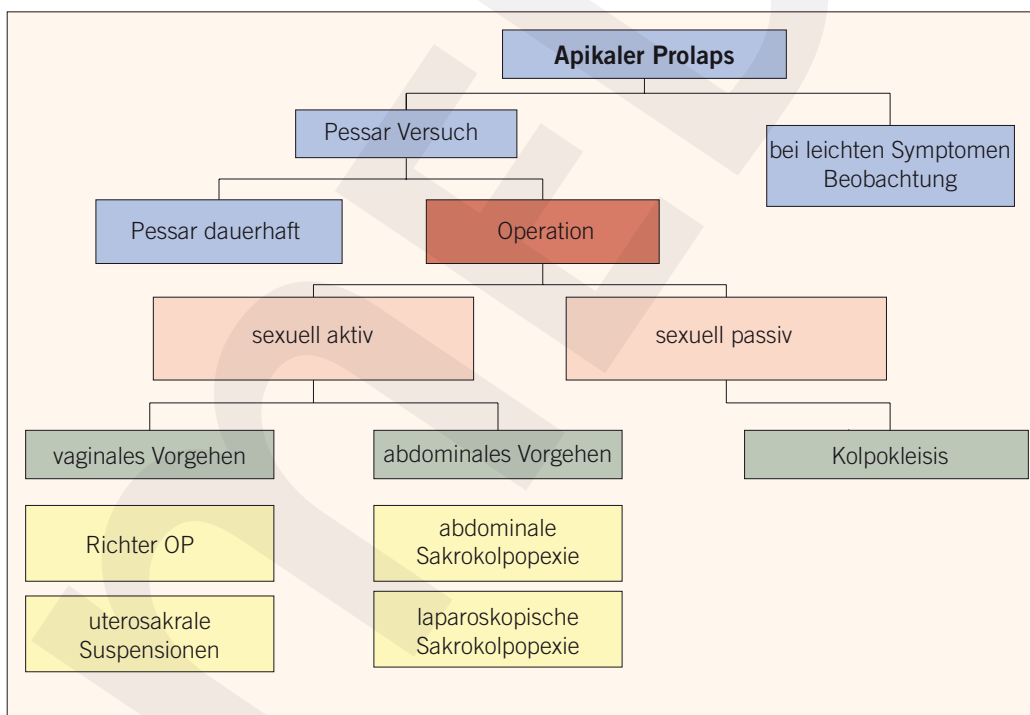 Apikaler Prolaps
Pessar Versuch
bei leichten Symptomen
Beobachtung
Pessar dauerhaft
Operation
sexuell aktiv
sexuell passiv
vaginales Vorgehen
abdominales Vorgehen
Kolpokleisis
Richter OP
abdominale
Sakrokolpopexie
uterosakrale
Suspensionen
laparoskopische
Sakrokolpopexie